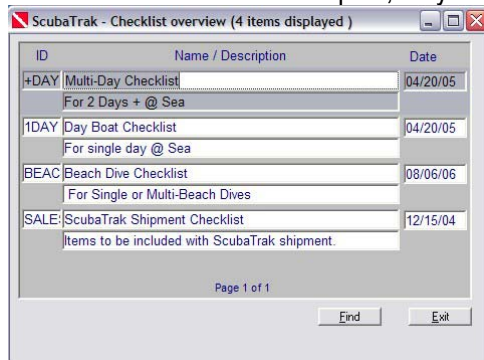 ScubaTrak - Checklist overview (4 items displayed )
ID Name / Description Date
+DAY Multi-Day Checklist 04/20/05
For 2 Days + @ Sea
1DAY Day Boat Checklist 04/20/05
For single day @ Sea
BEAC Beach Dive Checklist 08/06/06
For Single or Multi-Beach Dives
SALE ScubaTrak Shipment Checklist 12/15/04
Items to be included with ScubaTrak shipment.
Page 1 of 1
Find Exit